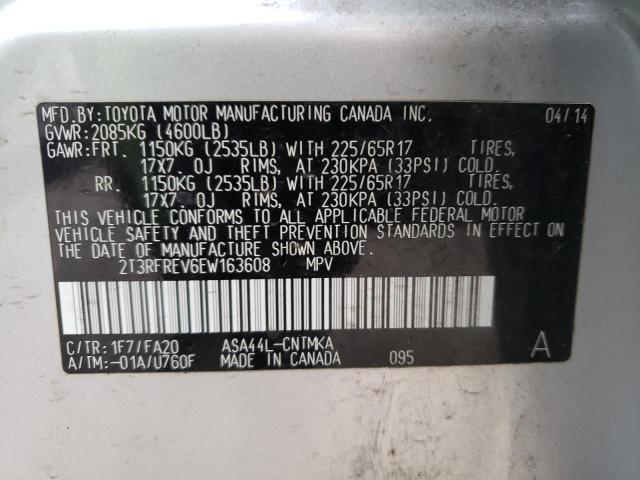 MFD.BY: TOYOTA MOTOR MANUFACTURING CANADA INC. 04/14
GVWR: 2085KG (4600LB)
GAWR: FRT. 1150KG (2535LB) WITH 225/65R17 TIRES,
17X7.0J RIMS, AT 230KPA (33PSI) COLD.
RR. 1150KG (2535LB) WITH 225/65R17 TIRES,
17X7.0J RIMS, AT 230KPA (33PSI) COLD.
THIS VEHICLE CONFORMS TO ALL APPLICABLE FEDERAL MOTOR
VEHICLE SAFETY AND THEFT PREVENTION STANDARDS IN EFFECT ON
THE DATE OF MANUFACTURE SHOWN ABOVE.
2T3RFREV6EW163608 MPV
C/TR: 1F7/FA20 ASA44L-CNTMKA
A/TM:-01A/U760F MADE IN CANADA 095 A